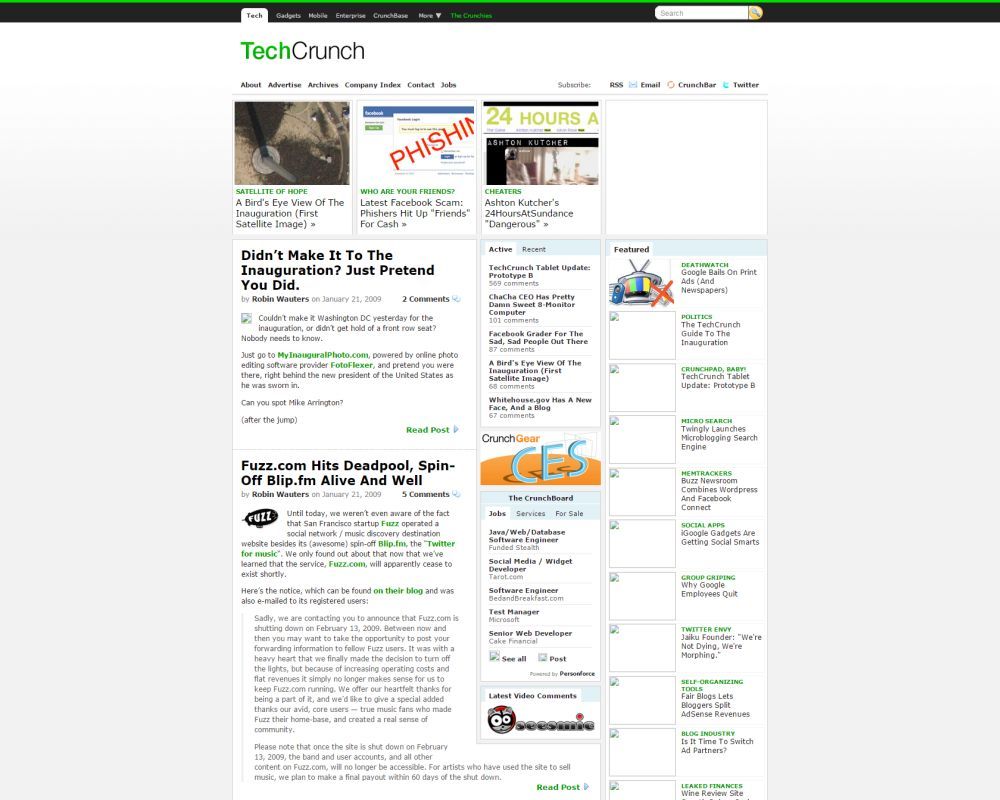 Tech Gadgets Mobile Enterprise CrunchBase More ▼ The Crunchies
Search
TechCrunch
About Advertise Archives Company Index Contact Jobs
Subscribe: RSS Email CrunchBar Twitter
SATELLITE OF HOPE
A Bird's Eye View Of The
Inauguration (First
Satellite Image) »
facebook
Facebook Login
PHISHIN
WHO ARE YOUR FRIENDS?
Latest Facebook Scam:
Phishers Hit Up "Friends"
For Cash »
24 HOURS A
ASHTON KUTCHER
CHEATERS
Ashton Kutcher's
24HoursAtSundance
"Dangerous" »
Didn’t Make It To The
Inauguration? Just Pretend
You Did.
by Robin Wauters on January 21, 2009 2 Comments
Couldn’t make it Washington DC yesterday for the
inauguration, or didn’t get hold of a front row seat?
Nobody needs to know.
Just go to MyInauguralPhoto.com, powered by online photo
editing software provider FotoFlexer, and pretend you were
there, right behind the new president of the United States as
he was sworn in.
Can you spot Mike Arrington?
(after the jump)
Read Post
Fuzz.com Hits Deadpool, Spin-
Off Blip.fm Alive And Well
by Robin Wauters on January 21, 2009 5 Comments
FUZZ
Until today, we weren’t even aware of the fact
that San Francisco startup Fuzz operated a
social network / music discovery destination
website besides its (awesome) spin-off Blip.fm, the “Twitter
for music”. We only found out about that now that we’ve
learned that the service, Fuzz.com, will apparently cease to
exist shortly.
Here’s the notice, which can be found on their blog and was
also e-mailed to its registered users:
Sadly, we are contacting you to announce that Fuzz.com is
shutting down on February 13, 2009. Between now and
then you may want to take the opportunity to post your
forwarding information to fellow Fuzz users. It was with a
heavy heart that we finally made the decision to turn off
the lights, but because of increasing operating costs and
flat revenues it simply no longer makes sense for us to
keep Fuzz.com running. We offer our heartfelt thanks for
being a part of it, and we’d like to give a special added
thanks our avid, core users — true music fans who made
Fuzz their home-base, and created a real sense of
community.
Please note that once the site is shut down on February
13, 2009, the band and user accounts, and all other
content on Fuzz.com, will no longer be accessible. For artists who have used the site to sell
music, we plan to make a final payout within 60 days of the shut down.
Read Post
Active Recent
TechCrunch Tablet Update:
Prototype B
569 comments
ChaCha CEO Has Pretty
Damn Sweet 8-Monitor
Computer
101 comments
Facebook Grader For The
Sad, Sad People Out There
87 comments
A Bird's Eye View Of The
Inauguration (First
Satellite Image)
68 comments
Whitehouse.gov Has A New
Face, And a Blog
67 comments
CrunchGear
CES
The CrunchBoard
Jobs Services For Sale
Java/Web/Database
Software Engineer
Funded Stealth
Social Media / Widget
Developer
Tarot.com
Software Engineer
BedandBreakfast.com
Test Manager
Microsoft
Senior Web Developer
Cake Financial
See all Post
Powered by Personforce
Latest Video Comments
seesmic
Featured
DEATHWATCH
Google Bails On Print
Ads (And
Newspapers)
POLITICS
The TechCrunch
Guide To The
Inauguration
CRUNCHPAD, BABY!
TechCrunch Tablet
Update: Prototype B
MICRO SEARCH
Twingly Launches
Microblogging Search
Engine
MEMTRACKERS
Buzz Newsroom
Combines Wordpress
And Facebook
Connect
SOCIAL APPS
iGoogle Gadgets Are
Getting Social Smarts
GROUP GRIPING
Why Google
Employees Quit
TWITTER ENVY
Jaiku Founder: "We're
Not Dying, We're
Morphing."
SELF-ORGANIZING
TOOLS
Fair Blogs Lets
Bloggers Split
AdSense Revenues
BLOG INDUSTRY
Is It Time To Switch
Ad Partners?
LEAKED FINANCES
Wine Review Site